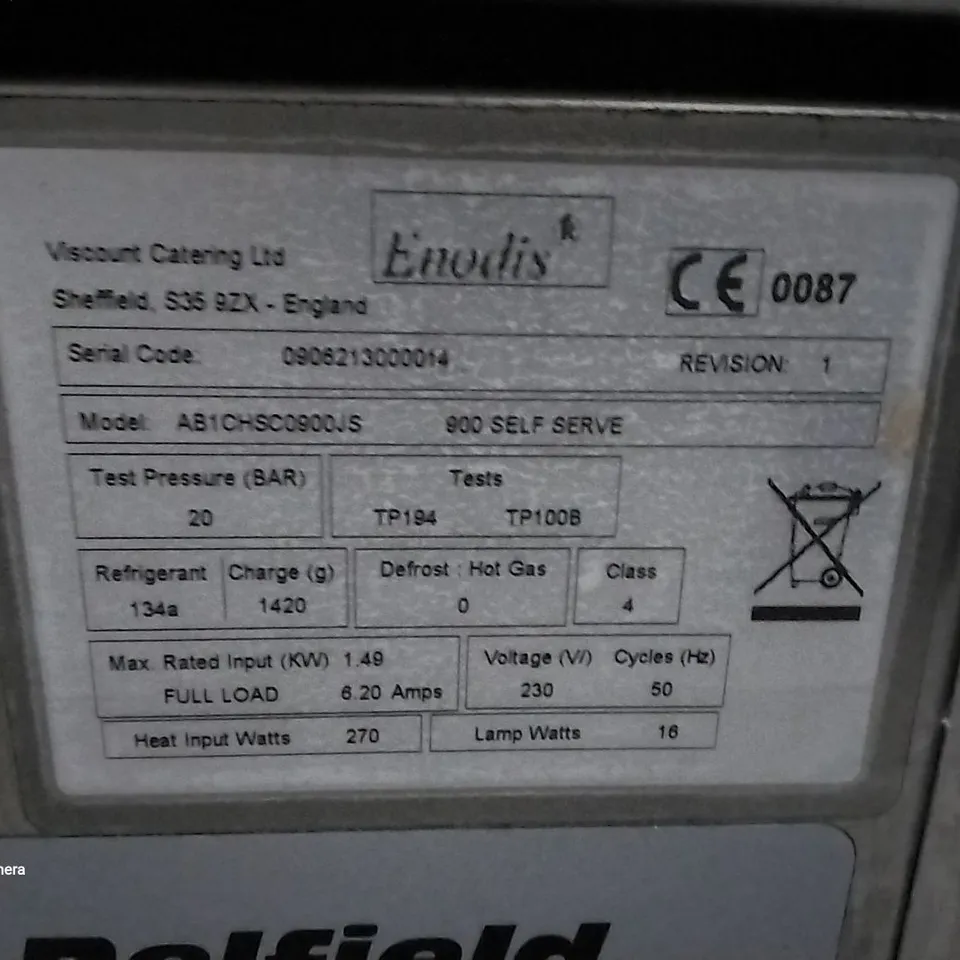 Enodis
Viscount Catering Ltd
Sheffield, S35 9ZX - England
CE 0087
Serial Code: 0906213000014 REVISION: 1
Model: AB1CHSC0900JS 900 SELF SERVE
Test Pressure (BAR) Tests
20 TP194 TP100B
Refrigerant Charge (g) Defrost : Hot Gas Class
134a 1420 0 4
Max. Rated Input (KW) 1.49 Voltage (V/) Cycles (Hz)
FULL LOAD 6.20 Amps 230 50
Heat Input Watts 270 Lamp Watts 16
nera
Delfield